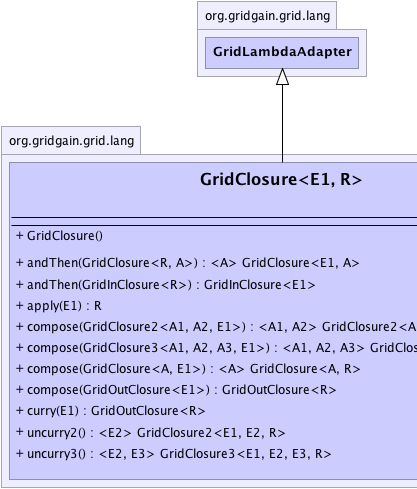 org.gridgain.grid.lang
GridLambdaAdapter
org.gridgain.grid.lang
GridClosure<E1, R>
+ GridClosure()
+ andThen(GridClosure<R, A>) : <A> GridClosure<E1, A>
+ andThen(GridInClosure<R>) : GridInClosure<E1>
+ apply(E1) : R
+ compose(GridClosure2<A1, A2, E1>) : <A1, A2> GridClosure2<A
+ compose(GridClosure3<A1, A2, A3, E1>) : <A1, A2, A3> GridClos
+ compose(GridClosure<A, E1>) : <A> GridClosure<A, R>
+ compose(GridOutClosure<E1>) : GridOutClosure<R>
+ curry(E1) : GridOutClosure<R>
+ uncurry2() : <E2> GridClosure2<E1, E2, R>
+ uncurry3() : <E2, E3> GridClosure3<E1, E2, E3, R>